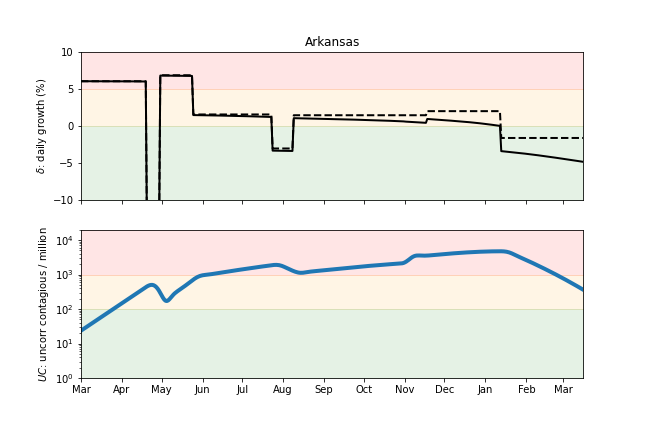 Arkansas
10
5
0
−5
−10
δ: daily growth (%)
10⁴
10³
10²
10¹
10⁰
UC: uncorr contagious / million
Mar Apr May Jun Jul Aug Sep Oct Nov Dec Jan Feb Mar